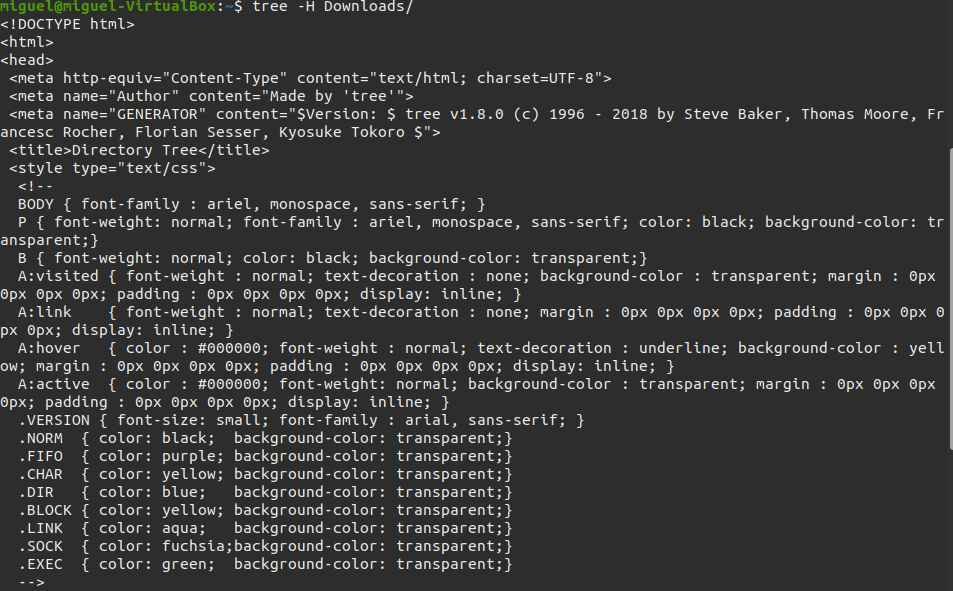 miguel@miguel-VirtualBox:~$ tree -H Downloads/
<!DOCTYPE html>
<html>
<head>
 <meta http-equiv="Content-Type" content="text/html; charset=UTF-8">
 <meta name="Author" content="Made by 'tree'">
 <meta name="GENERATOR" content="$Version: $ tree v1.8.0 (c) 1996 - 2018 by Steve Baker, Thomas Moore, Fr
ancesc Rocher, Florian Sesser, Kyosuke Tokoro $">
 <title>Directory Tree</title>
 <style type="text/css">
  <!--
  BODY { font-family : ariel, monospace, sans-serif; }
  P { font-weight: normal; font-family : ariel, monospace, sans-serif; color: black; background-color: tr
ansparent;}
  B { font-weight: normal; color: black; background-color: transparent;}
  A:visited { font-weight : normal; text-decoration : none; background-color : transparent; margin : 0px
0px 0px 0px; padding : 0px 0px 0px 0px; display: inline; }
  A:link    { font-weight : normal; text-decoration : none; margin : 0px 0px 0px 0px; padding : 0px 0px 0
px 0px; display: inline; }
  A:hover   { color : #000000; font-weight : normal; text-decoration : underline; background-color : yell
ow; margin : 0px 0px 0px 0px; padding : 0px 0px 0px 0px; display: inline; }
  A:active  { color : #000000; font-weight: normal; background-color : transparent; margin : 0px 0px 0px
0px; padding : 0px 0px 0px 0px; display: inline; }
  .VERSION { font-size: small; font-family : arial, sans-serif; }
  .NORM  { color: black;  background-color: transparent;}
  .FIFO  { color: purple; background-color: transparent;}
  .CHAR  { color: yellow; background-color: transparent;}
  .DIR   { color: blue;   background-color: transparent;}
  .BLOCK { color: yellow; background-color: transparent;}
  .LINK  { color: aqua;   background-color: transparent;}
  .SOCK  { color: fuchsia;background-color: transparent;}
  .EXEC  { color: green;  background-color: transparent;}
  -->